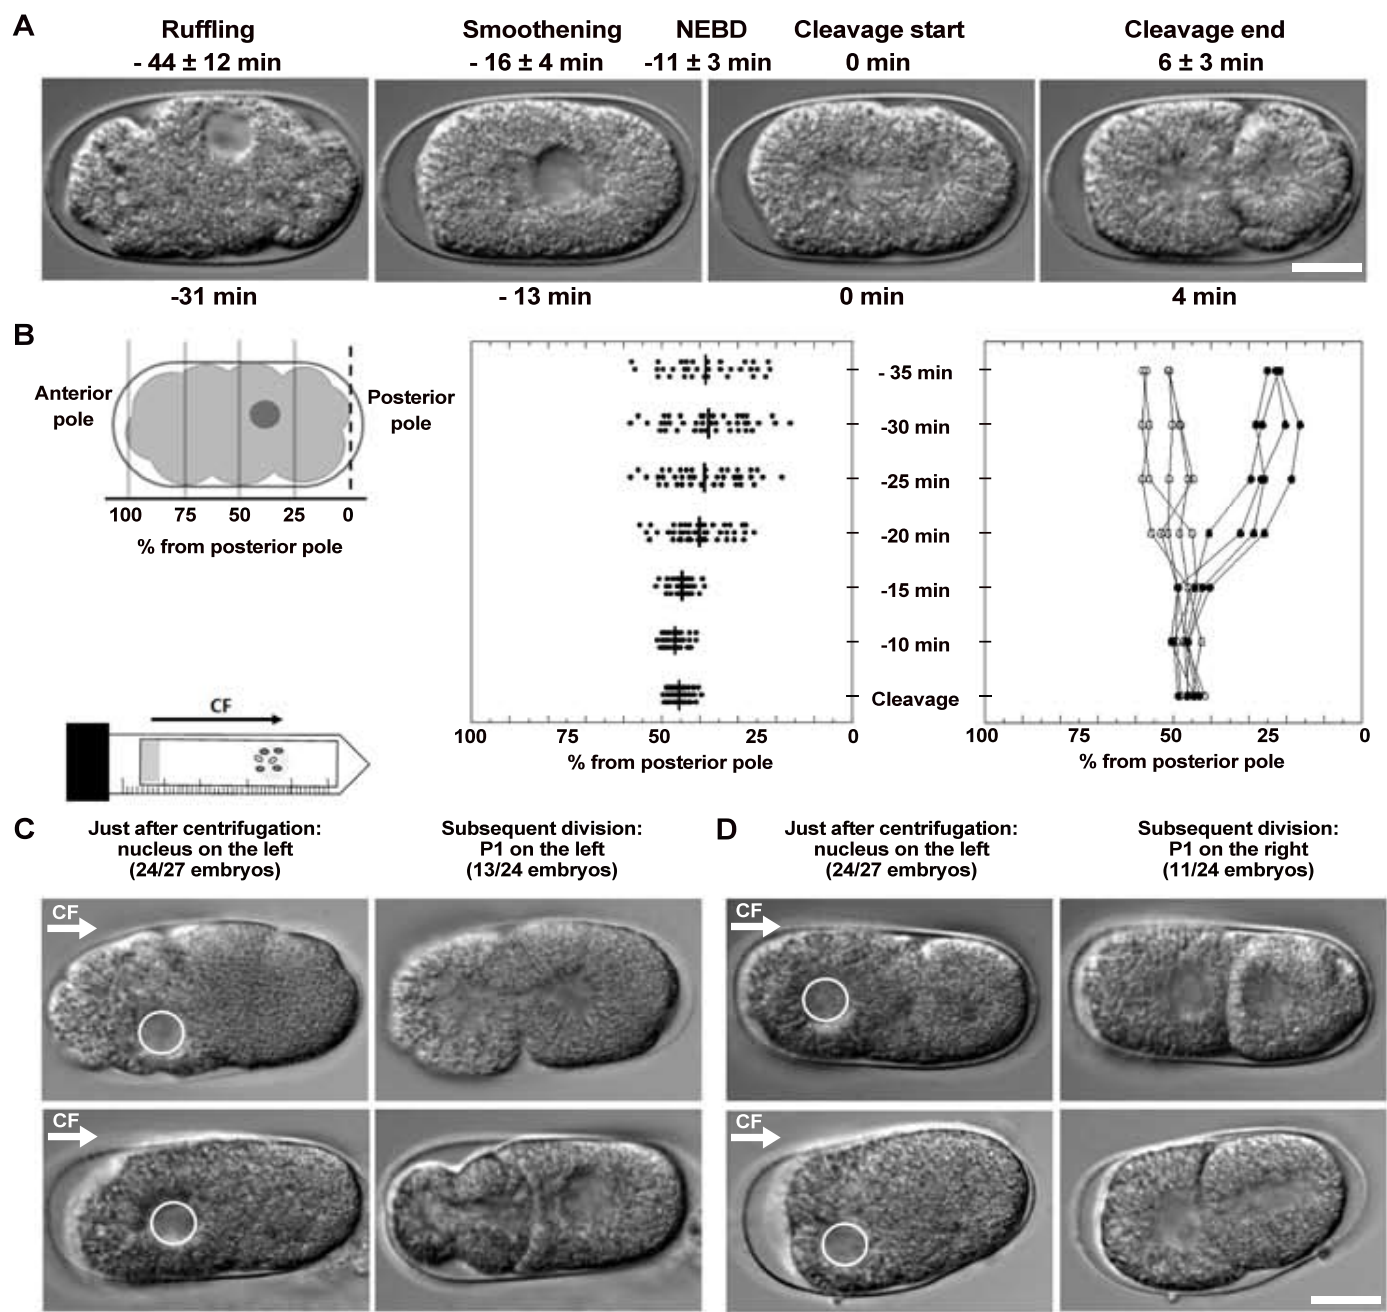 A
Ruffling
Smoothening
NEBD
Cleavage start
Cleavage end
- 44 ± 12 min
- 16 ± 4 min
-11 ± 3 min
0 min
6 ± 3 min
-31 min
- 13 min
0 min
4 min
B
Anterior
pole
Posterior
pole
100 75 50 25 0
% from posterior pole
- 35 min
-30 min
-25 min
-20 min
-15 min
-10 min
Cleavage
100 75 50 25 0
% from posterior pole
100 75 50 25 0
% from posterior pole
CF
C
Just after centrifugation:
nucleus on the left
(24/27 embryos)
Subsequent division:
P1 on the left
(13/24 embryos)
D
Just after centrifugation:
nucleus on the left
(24/27 embryos)
Subsequent division:
P1 on the right
(11/24 embryos)
CF
CF
CF
CF